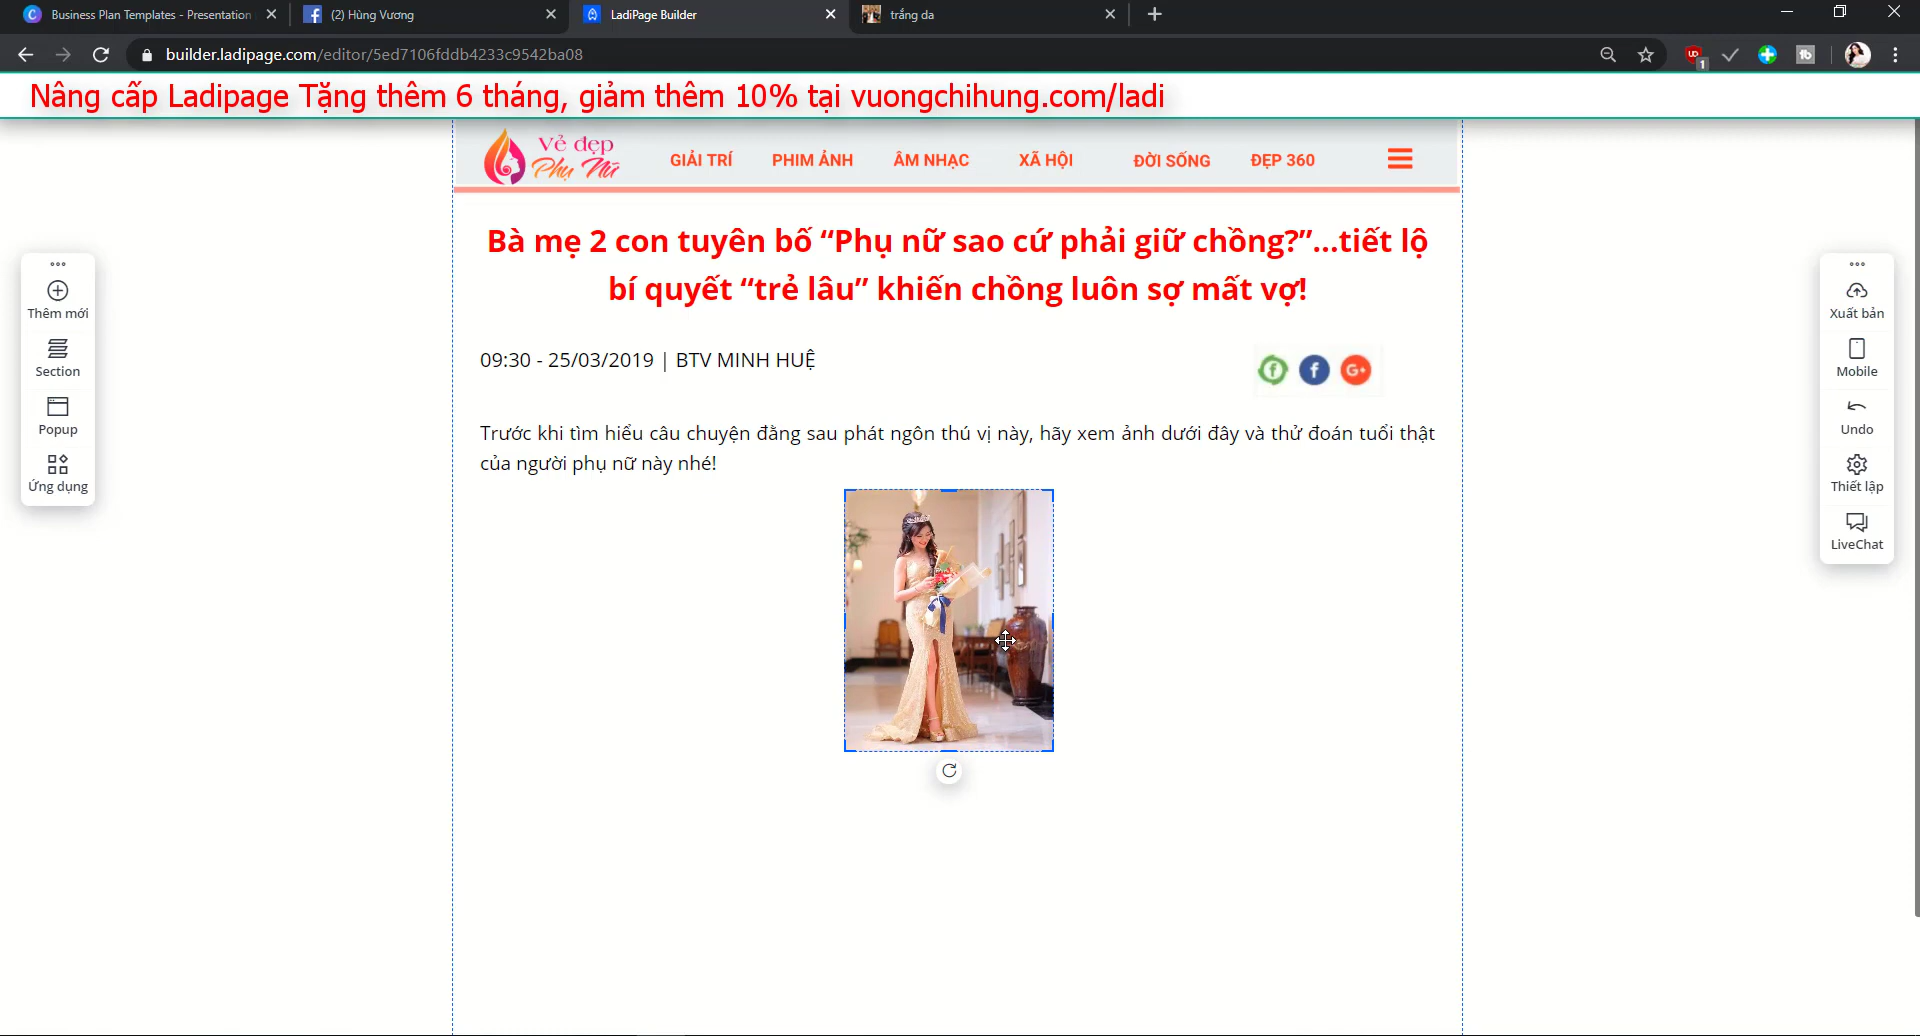 Business Plan Templates - Presentation
(2) Hùng Vương
LadiPage Builder
trắng da
builder.ladipage.com/editor/5ed7106fddb4233c9542ba08
1
Nâng cấp Ladipage Tặng thêm 6 tháng, giảm thêm 10% tại vuongchihung.com/ladi
Vẻ đẹp
Phụ Nữ
GIẢI TRÍ
PHIM ẢNH
ÂM NHẠC
XÃ HỘI
ĐỜI SỐNG
ĐẸP 360
Bà mẹ 2 con tuyên bố “Phụ nữ sao cứ phải giữ chồng?”...tiết lộ
bí quyết “trẻ lâu” khiến chồng luôn sợ mất vợ!
09:30 - 25/03/2019 | BTV MINH HUỆ
Trước khi tìm hiểu câu chuyện đằng sau phát ngôn thú vị này, hãy xem ảnh dưới đây và thử đoán tuổi thật
của người phụ nữ này nhé!
Thêm mới
Section
Popup
Ứng dụng
Xuất bản
Mobile
Undo
Thiết lập
LiveChat